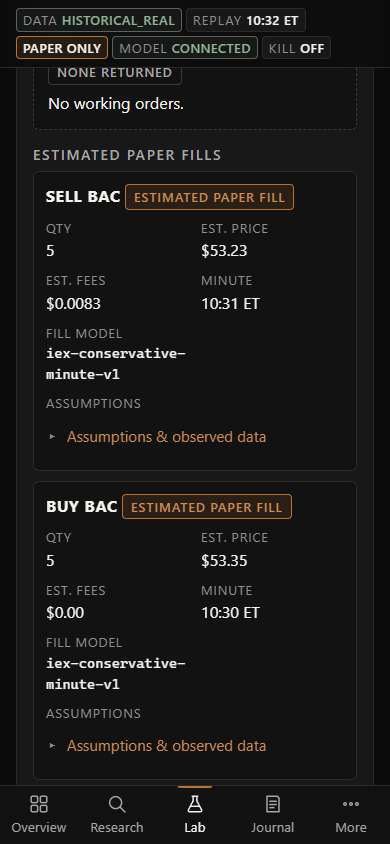 DATA HISTORICAL_REAL REPLAY 10:32 ET
PAPER ONLY MODEL CONNECTED KILL OFF
NONE RETURNED
No working orders.
ESTIMATED PAPER FILLS
SELL BAC ESTIMATED PAPER FILL
QTY EST. PRICE
5 $53.23
EST. FEES MINUTE
$0.0083 10:31 ET
FILL MODEL
iex-conservative-
minute-v1
ASSUMPTIONS
▸ Assumptions & observed data
BUY BAC ESTIMATED PAPER FILL
QTY EST. PRICE
5 $53.35
EST. FEES MINUTE
$0.00 10:30 ET
FILL MODEL
iex-conservative-
minute-v1
ASSUMPTIONS
▸ Assumptions & observed data
Overview Research Lab Journal More